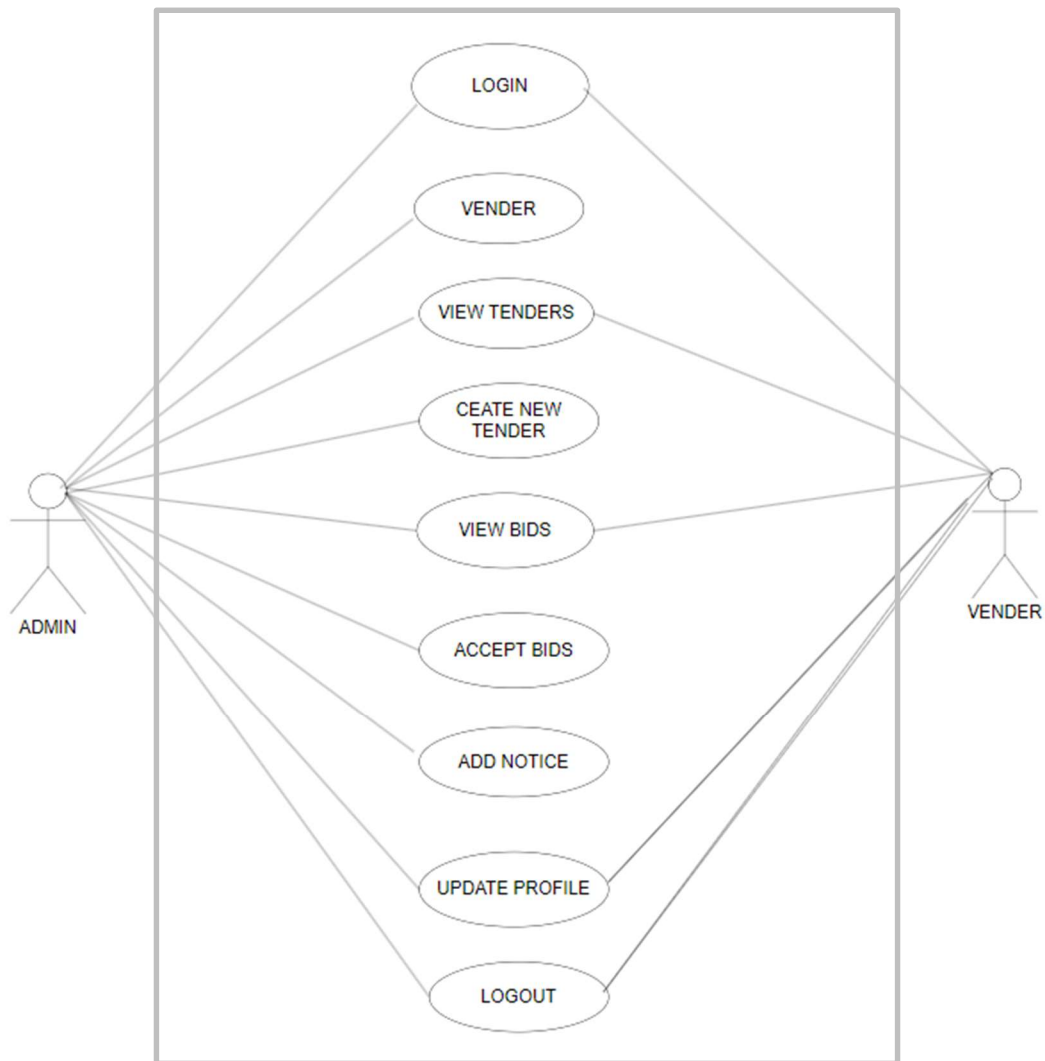 LOGIN
VENDER
VIEW TENDERS
CEATE NEW
TENDER
VIEW BIDS
ADMIN
VENDER
ACCEPT BIDS
ADD NOTICE
UPDATE PROFILE
LOGOUT